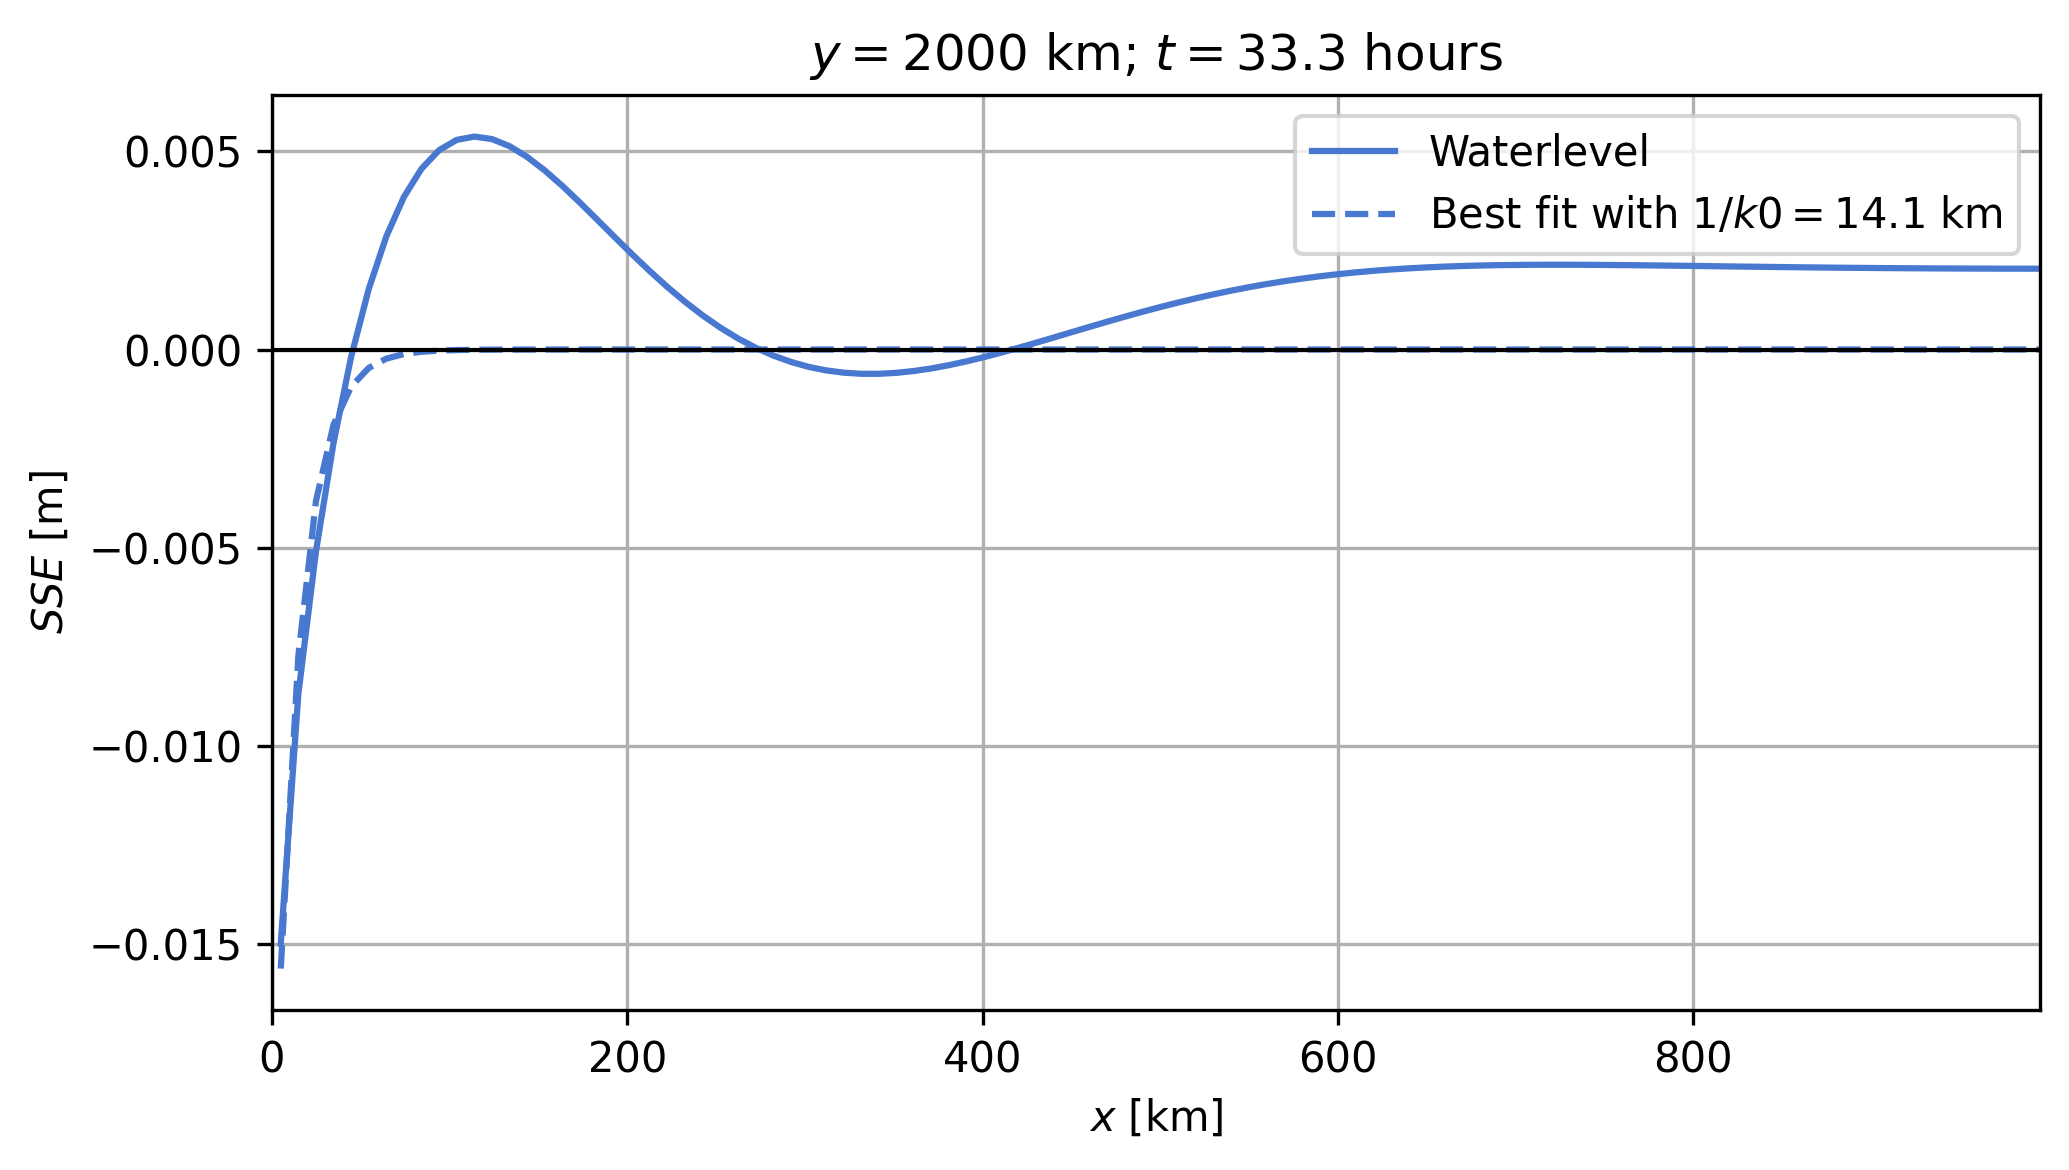 y = 2000 km; t = 33.3 hours
Waterlevel
Best fit with 1/k0 = 14.1 km
SSE [m]
0.005
0.000
−0.005
−0.010
−0.015
0 200 400 600 800
x [km]